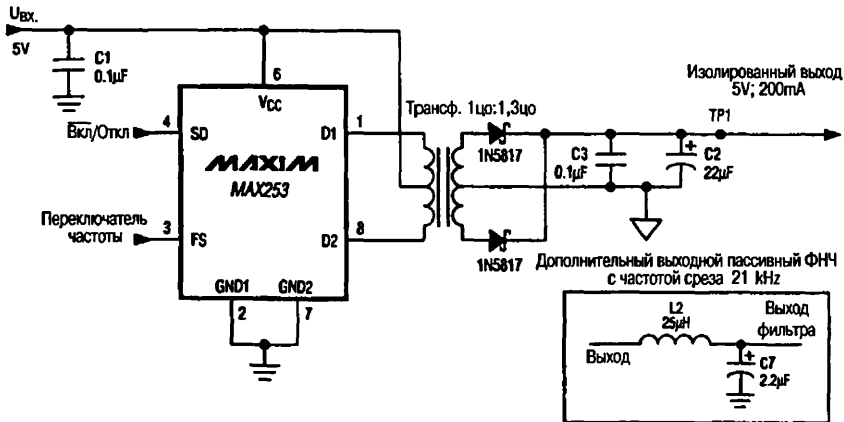 UВХ.
5V
C1
0.1µF
6
VCC
4
Вкл/Откл
SD
D1
1
MAXIM
MAX253
Переключатель
частоты
3
FS
D2
8
GND1
GND2
2
7
Трансф. 1цо:1,3цо
1N5817
1N5817
C3
0.1µF
+
C2
22µF
Изолированный выход
5V; 200mA
TP1
Дополнительный выходной пассивный ФНЧ
с частотой среза 21 kHz
L2
25µH
Выход
Выход
фильтра
+
C7
2.2µF